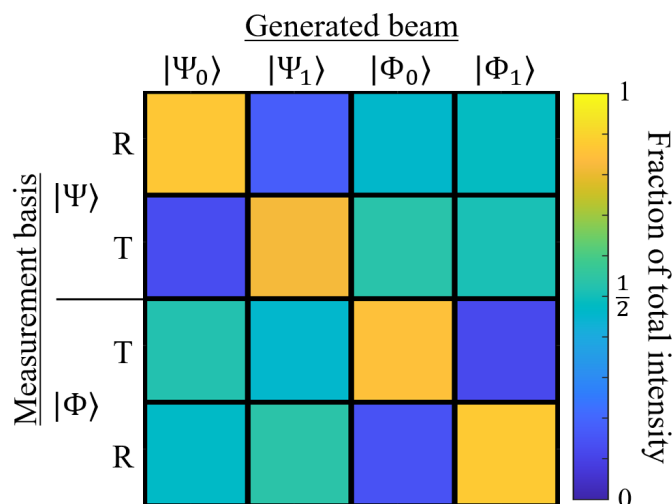 Generated beam
|Ψ₀⟩ |Ψ₁⟩ |Φ₀⟩ |Φ₁⟩
Measurement basis
|Ψ⟩
R
T
|Φ⟩
T
R
1
1/2
0
Fraction of total intensity